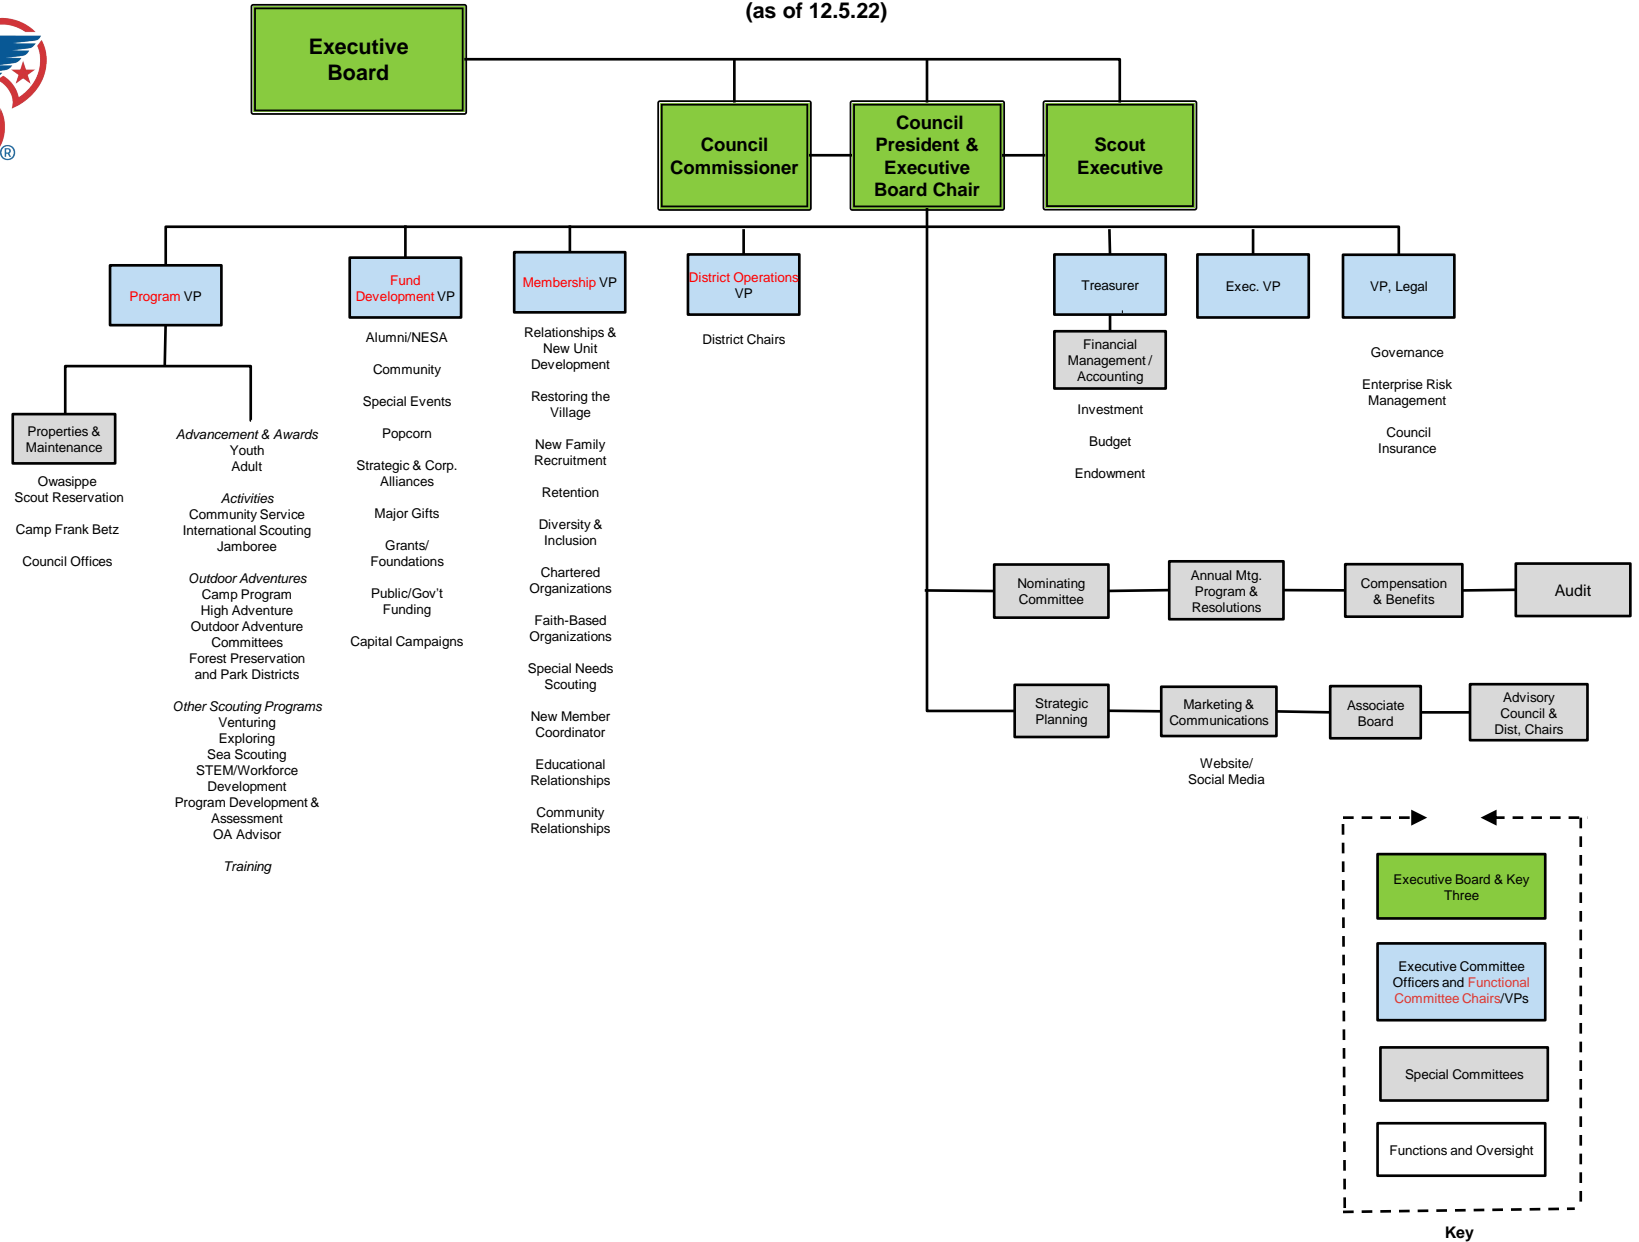 (as of 12.5.22)
®
Executive
Board
Council
Commissioner
Council
President &
Executive
Board Chair
Scout
Executive
Program VP
Fund
Development VP
Membership VP
District Operations
VP
Treasurer
Exec. VP
VP, Legal
Properties &
Maintenance
Owasippe
Scout Reservation
Camp Frank Betz
Council Offices
Advancement & Awards
Youth
Adult
Activities
Community Service
International Scouting
Jamboree
Outdoor Adventures
Camp Program
High Adventure
Outdoor Adventure
Committees
Forest Preservation
and Park Districts
Other Scouting Programs
Venturing
Exploring
Sea Scouting
STEM/Workforce
Development
Program Development &
Assessment
OA Advisor
Training
Alumni/NESA
Community
Special Events
Popcorn
Strategic & Corp.
Alliances
Major Gifts
Grants/
Foundations
Public/Gov't
Funding
Capital Campaigns
Relationships &
New Unit
Development
Restoring the
Village
New Family
Recruitment
Retention
Diversity &
Inclusion
Chartered
Organizations
Faith-Based
Organizations
Special Needs
Scouting
New Member
Coordinator
Educational
Relationships
Community
Relationships
District Chairs
Financial
Management /
Accounting
Investment
Budget
Endowment
Governance
Enterprise Risk
Management
Council
Insurance
Nominating
Committee
Annual Mtg.
Program &
Resolutions
Compensation
& Benefits
Audit
Strategic
Planning
Marketing &
Communications
Associate
Board
Advisory
Council &
Dist, Chairs
Website/
Social Media
Executive Board & Key
Three
Executive Committee
Officers and Functional
Committee Chairs/VPs
Special Committees
Functions and Oversight
Key